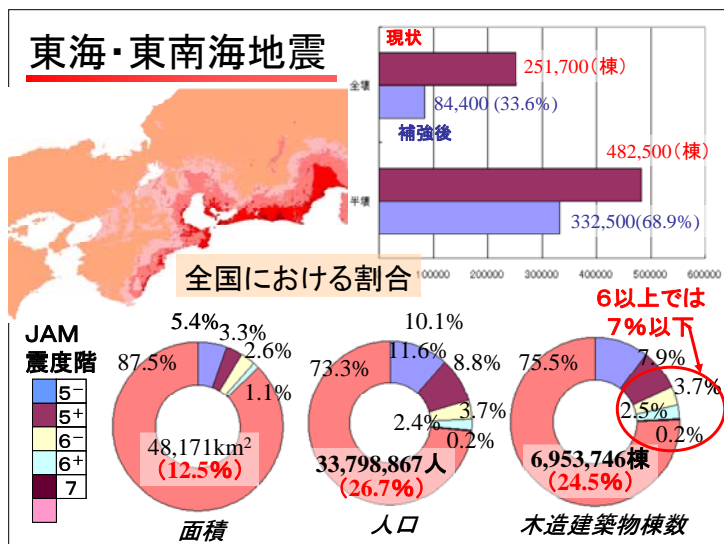 東海・東南海地震
現状
全壊
251,700(棟)
84,400 (33.6%)
補強後
482,500(棟)
半壊
332,500(68.9%)
0 100000 200000 300000 400000 500000 600000
全国における割合
6以上では
7%以下
JAM
震度階
5-
5+
6-
6+
7
5.4%
3.3%
2.6%
1.1%
87.5%
48,171km²
(12.5%)
面積
10.1%
11.6%
8.8%
3.7%
2.4%
0.2%
73.3%
33,798,867人
(26.7%)
人口
7.9%
3.7%
2.5%
0.2%
75.5%
6,953,746棟
(24.5%)
木造建築物棟数